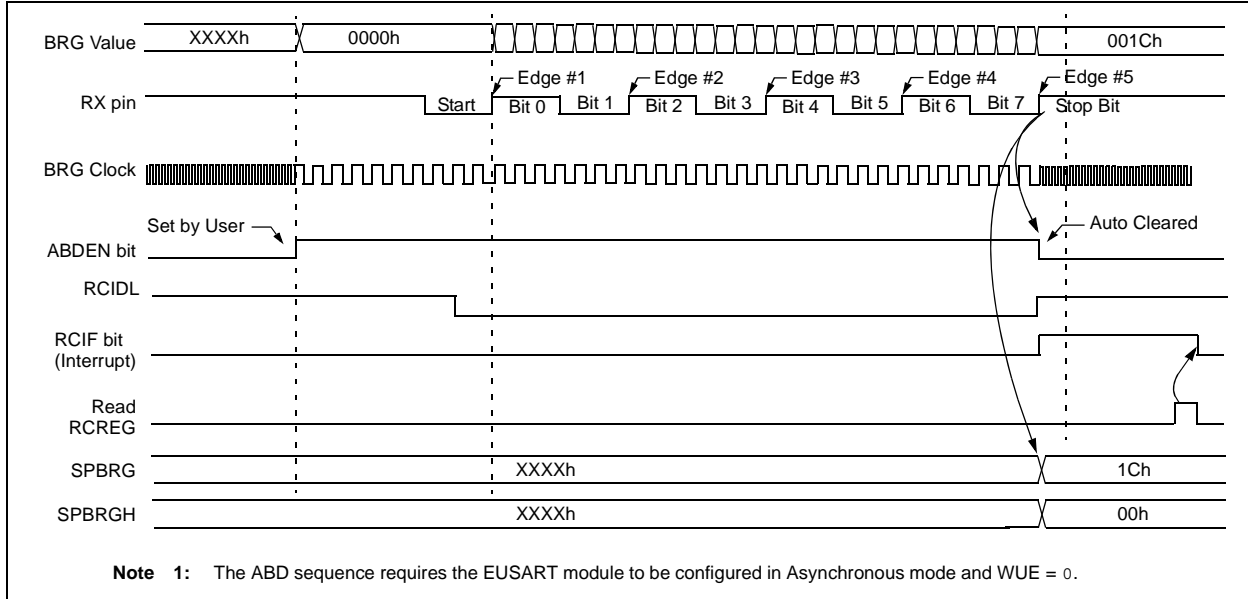 BRG Value XXXXh 0000h 001Ch
Edge #1 Edge #2 Edge #3 Edge #4 Edge #5
RX pin Start Bit 0 Bit 1 Bit 2 Bit 3 Bit 4 Bit 5 Bit 6 Bit 7 Stop Bit
BRG Clock
Set by User Auto Cleared
ABDEN bit
RCIDL
RCIF bit
(Interrupt)
Read
RCREG
SPBRG XXXXh 1Ch
SPBRGH XXXXh 00h
Note 1: The ABD sequence requires the EUSART module to be configured in Asynchronous mode and WUE = 0.